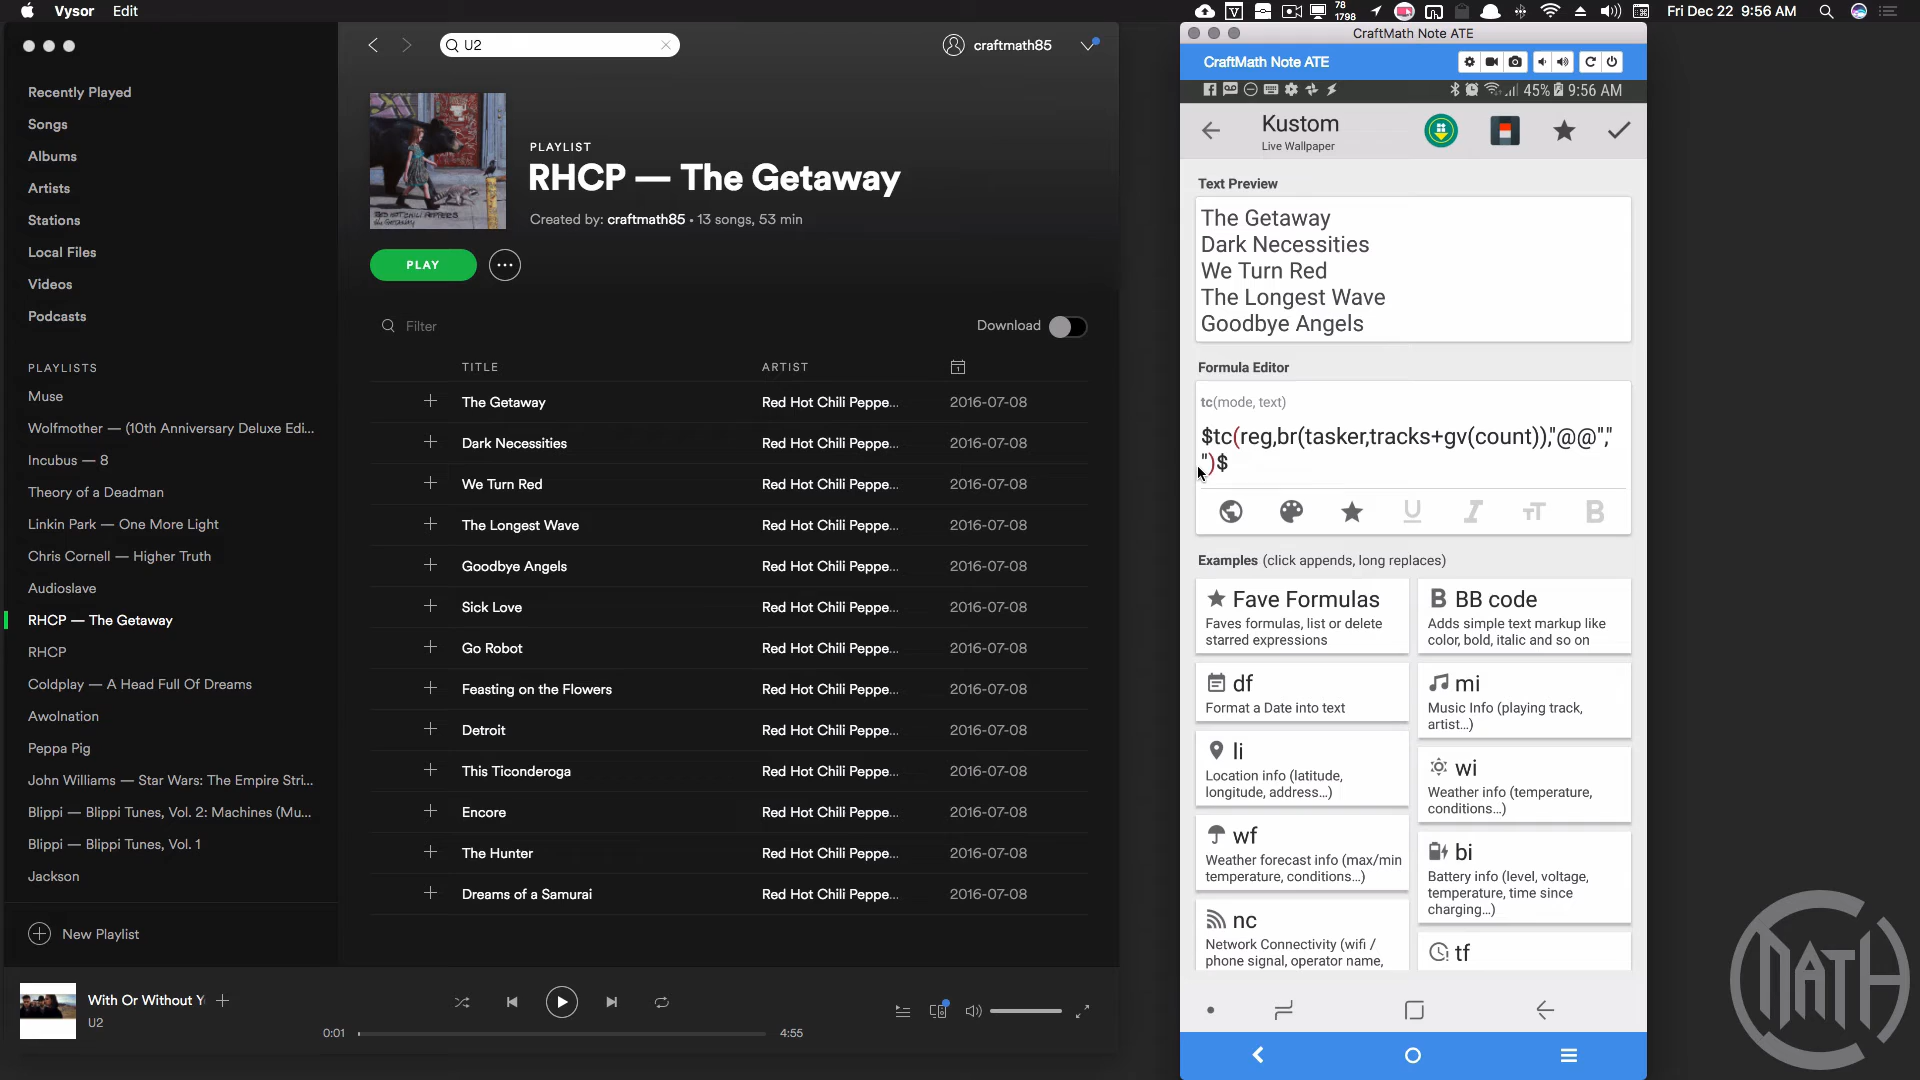 Vysor Edit
78
1798
Fri Dec 22 9:56 AM
Recently Played
Songs
Albums
Artists
Stations
Local Files
Videos
Podcasts
PLAYLISTS
Muse
Wolfmother — (10th Anniversary Deluxe Edi...
Incubus — 8
Theory of a Deadman
Linkin Park — One More Light
Chris Cornell — Higher Truth
Audioslave
RHCP — The Getaway
RHCP
Coldplay — A Head Full Of Dreams
Awolnation
Peppa Pig
John Williams — Star Wars: The Empire Stri...
Blippi — Blippi Tunes, Vol. 2: Machines (Mu...
Blippi — Blippi Tunes, Vol. 1
Jackson
New Playlist
U2
craftmath85
RED HOT CHILI PEPPERS
the GETAWAY
PLAYLIST
RHCP — The Getaway
Created by: craftmath85 • 13 songs, 53 min
PLAY
Filter
Download
TITLE ARTIST
The Getaway Red Hot Chili Peppe... 2016-07-08
Dark Necessities Red Hot Chili Peppe... 2016-07-08
We Turn Red Red Hot Chili Peppe... 2016-07-08
The Longest Wave Red Hot Chili Peppe... 2016-07-08
Goodbye Angels Red Hot Chili Peppe... 2016-07-08
Sick Love Red Hot Chili Peppe... 2016-07-08
Go Robot Red Hot Chili Peppe... 2016-07-08
Feasting on the Flowers Red Hot Chili Peppe... 2016-07-08
Detroit Red Hot Chili Peppe... 2016-07-08
This Ticonderoga Red Hot Chili Peppe... 2016-07-08
Encore Red Hot Chili Peppe... 2016-07-08
The Hunter Red Hot Chili Peppe... 2016-07-08
Dreams of a Samurai Red Hot Chili Peppe... 2016-07-08
With Or Without Y
U2
0:01 4:55
CraftMath Note ATE
CraftMath Note ATE
45% 9:56 AM
Kustom
Live Wallpaper
Text Preview
The Getaway
Dark Necessities
We Turn Red
The Longest Wave
Goodbye Angels
Formula Editor
tc(mode, text)
$tc(reg,br(tasker,tracks+gv(count)),"@@","
")$
U I TT B
Examples (click appends, long replaces)
Fave Formulas
Faves formulas, list or delete
starred expressions
B BB code
Adds simple text markup like
color, bold, italic and so on
df
Format a Date into text
mi
Music Info (playing track,
artist...)
li
Location info (latitude,
longitude, address...)
wi
Weather info (temperature,
conditions...)
wf
Weather forecast info (max/min
temperature, conditions...)
bi
Battery info (level, voltage,
temperature, time since
charging...)
nc
Network Connectivity (wifi /
phone signal, operator name,
tf
MATH